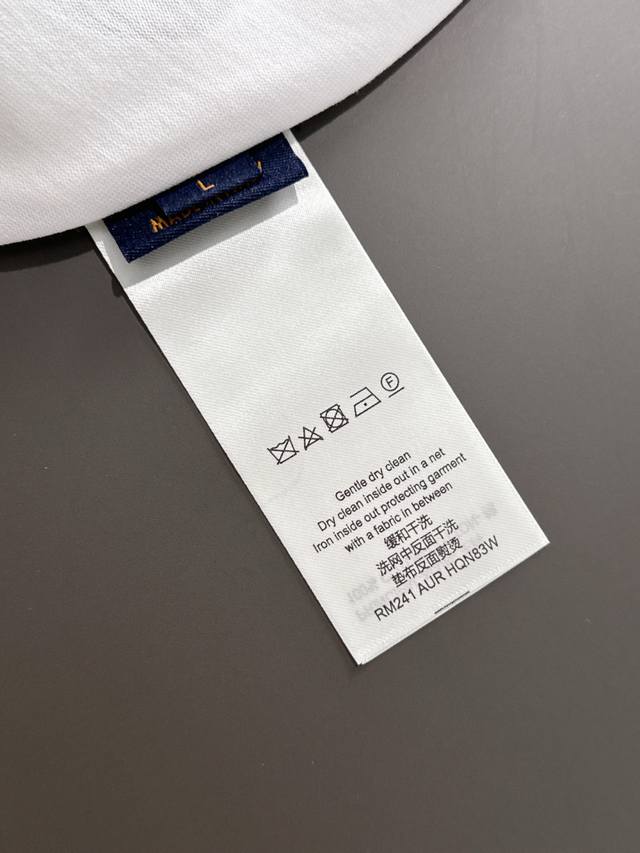 L
Gentle dry clean
Dry clean inside out in a net
Iron inside out protecting garment
with a fabric in between
缓和干洗
洗网中反面干洗
垫布反面熨烫
RM241 AUR HQN83W
F